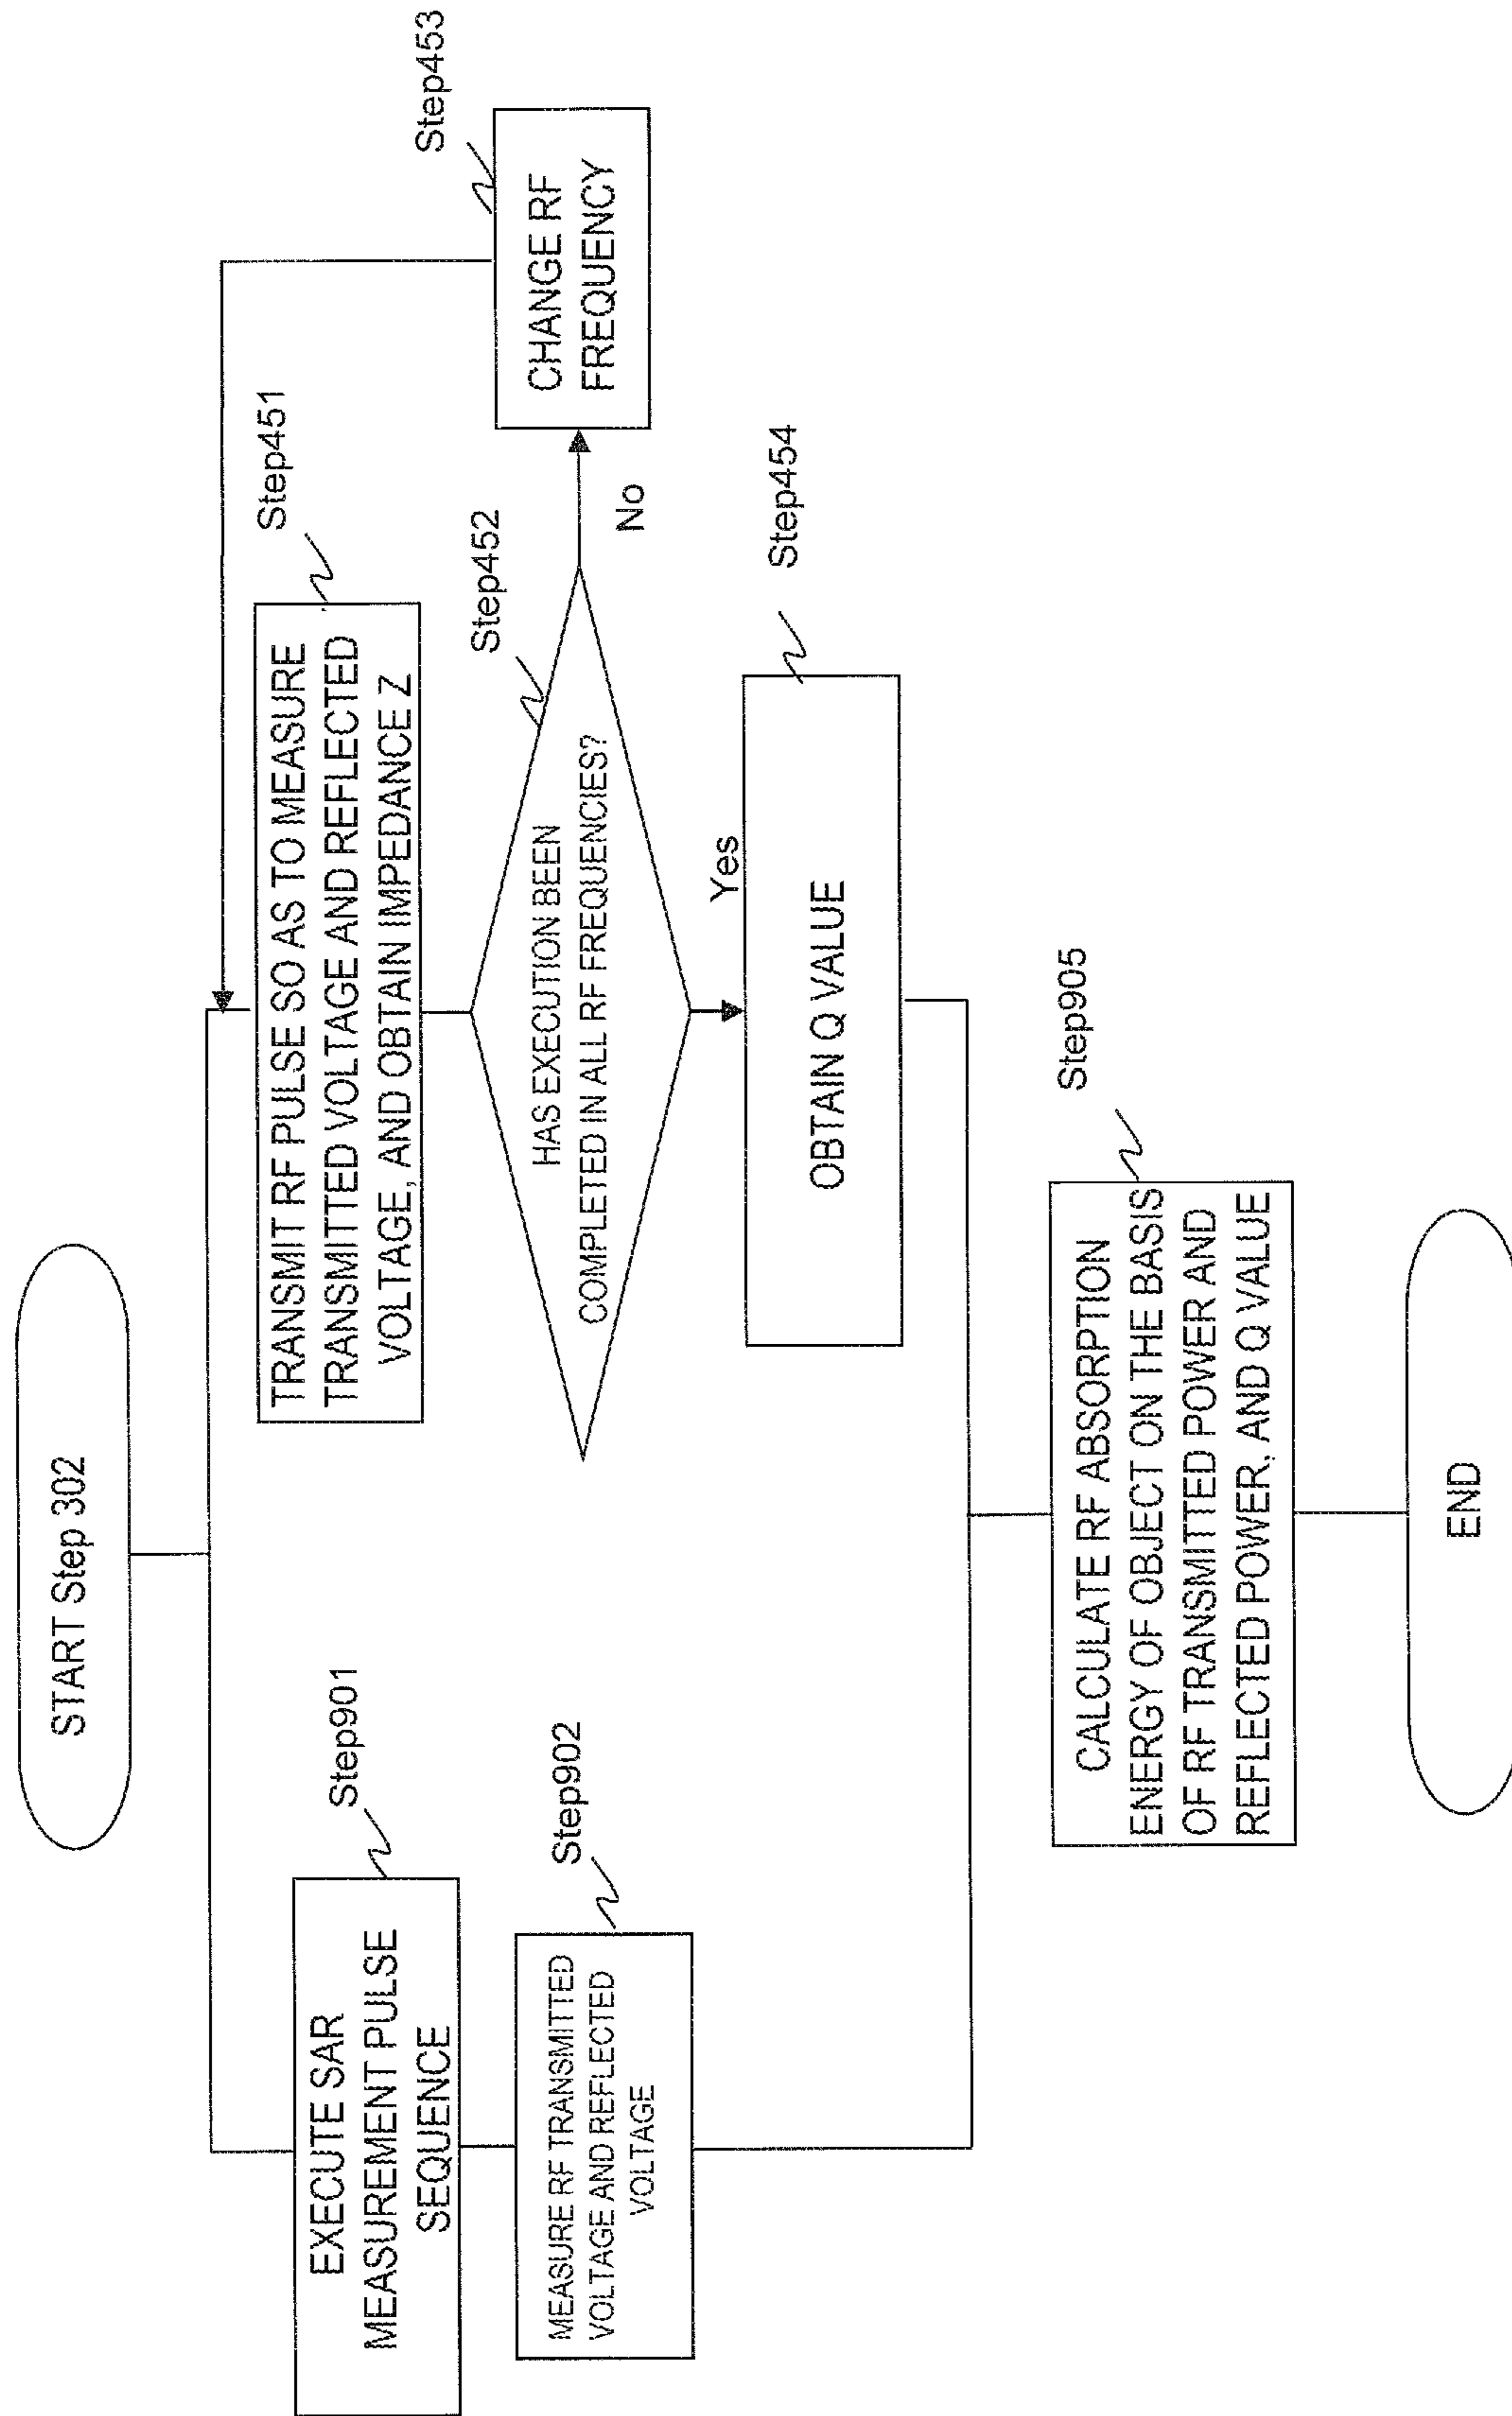 START Step 302
Step901
EXECUTE SAR
MEASUREMENT PULSE
SEQUENCE
Step902
MEASURE RF TRANSMITTED
VOLTAGE AND REFLECTED
VOLTAGE
Step451
TRANSMIT RF PULSE SO AS TO MEASURE
TRANSMITTED VOLTAGE AND REFLECTED
VOLTAGE, AND OBTAIN IMPEDANCE Z
Step452
HAS EXECUTION BEEN
COMPLETED IN ALL RF FREQUENCIES?
No
Step453
CHANGE RF
FREQUENCY
Yes
Step454
OBTAIN Q VALUE
Step905
CALCULATE RF ABSORPTION
ENERGY OF OBJECT ON THE BASIS
OF RF TRANSMITTED POWER AND
REFLECTED POWER, AND Q VALUE
END